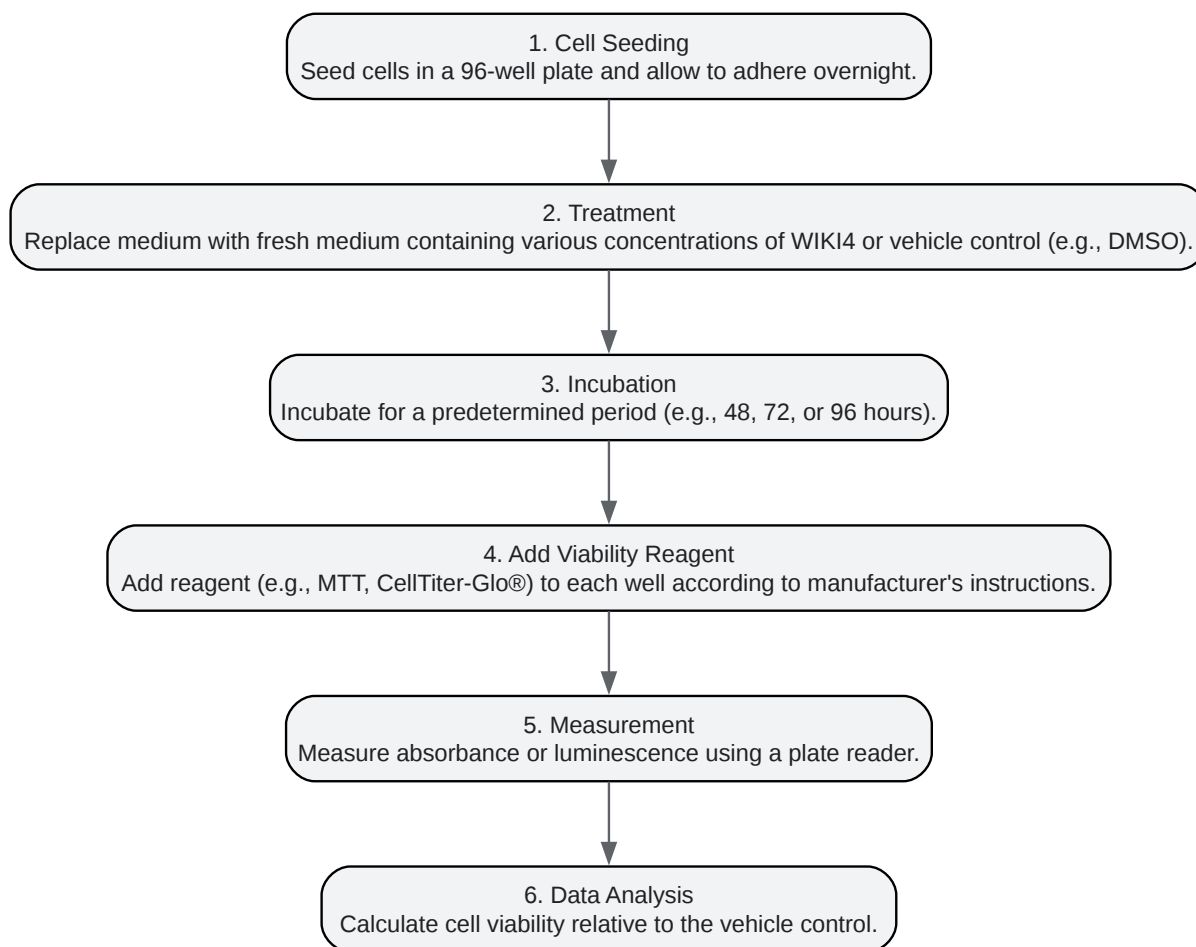 1. Cell Seeding
Seed cells in a 96-well plate and allow to adhere overnight.
2. Treatment
Replace medium with fresh medium containing various concentrations of WIKI4 or vehicle control (e.g., DMSO).
3. Incubation
Incubate for a predetermined period (e.g., 48, 72, or 96 hours).
4. Add Viability Reagent
Add reagent (e.g., MTT, CellTiter-Glo®) to each well according to manufacturer's instructions.
5. Measurement
Measure absorbance or luminescence using a plate reader.
6. Data Analysis
Calculate cell viability relative to the vehicle control.